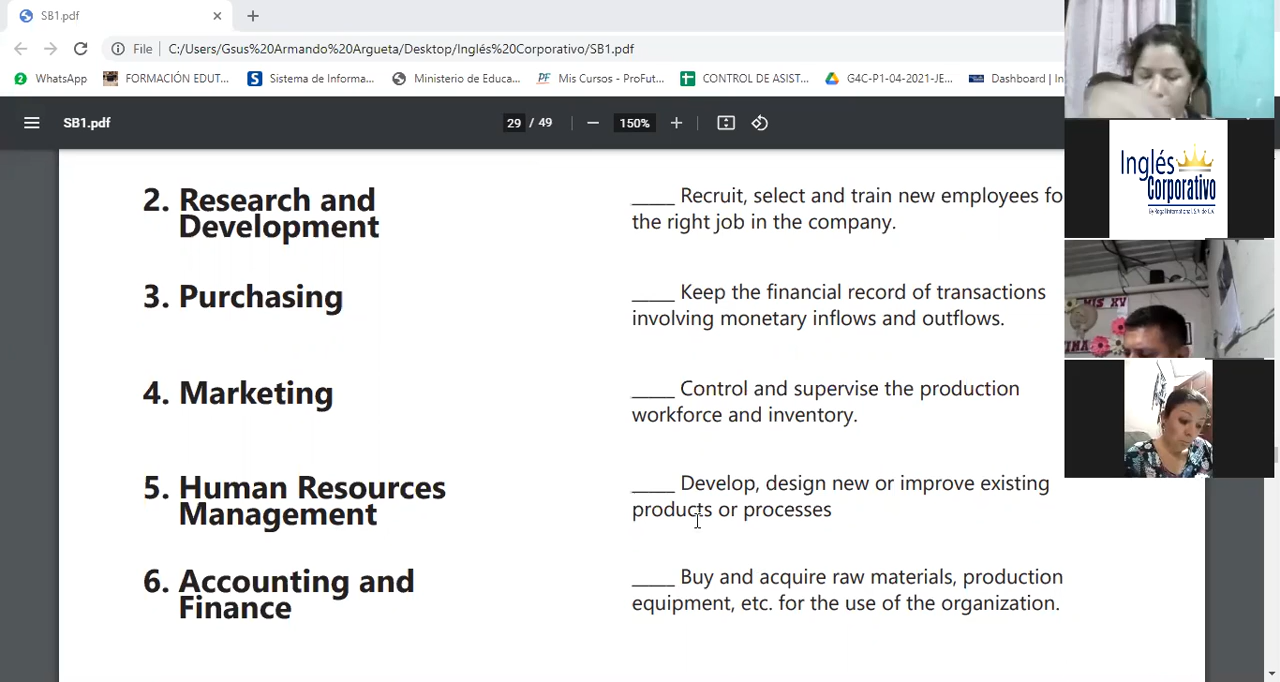 SB1.pdf
File C:/Users/Gsus%20Armando%20Argueta/Desktop/Inglés%20Corporativo/SB1.pdf
WhatsApp FORMACIÓN EDUT... Sistema de Informa... Ministerio de Educa... Mis Cursos - ProFut... CONTROL DE ASIST... G4C-P1-04-2021-JE... Dashboard | In
SB1.pdf 29 / 49 150%
2. Research and
Development
_____ Recruit, select and train new employees fo
the right job in the company.
3. Purchasing
_____ Keep the financial record of transactions
involving monetary inflows and outflows.
4. Marketing
_____ Control and supervise the production
workforce and inventory.
5. Human Resources
Management
_____ Develop, design new or improve existing
products or processes
6. Accounting and
Finance
_____ Buy and acquire raw materials, production
equipment, etc. for the use of the organization.
Inglés
Corporativo
MIS XV